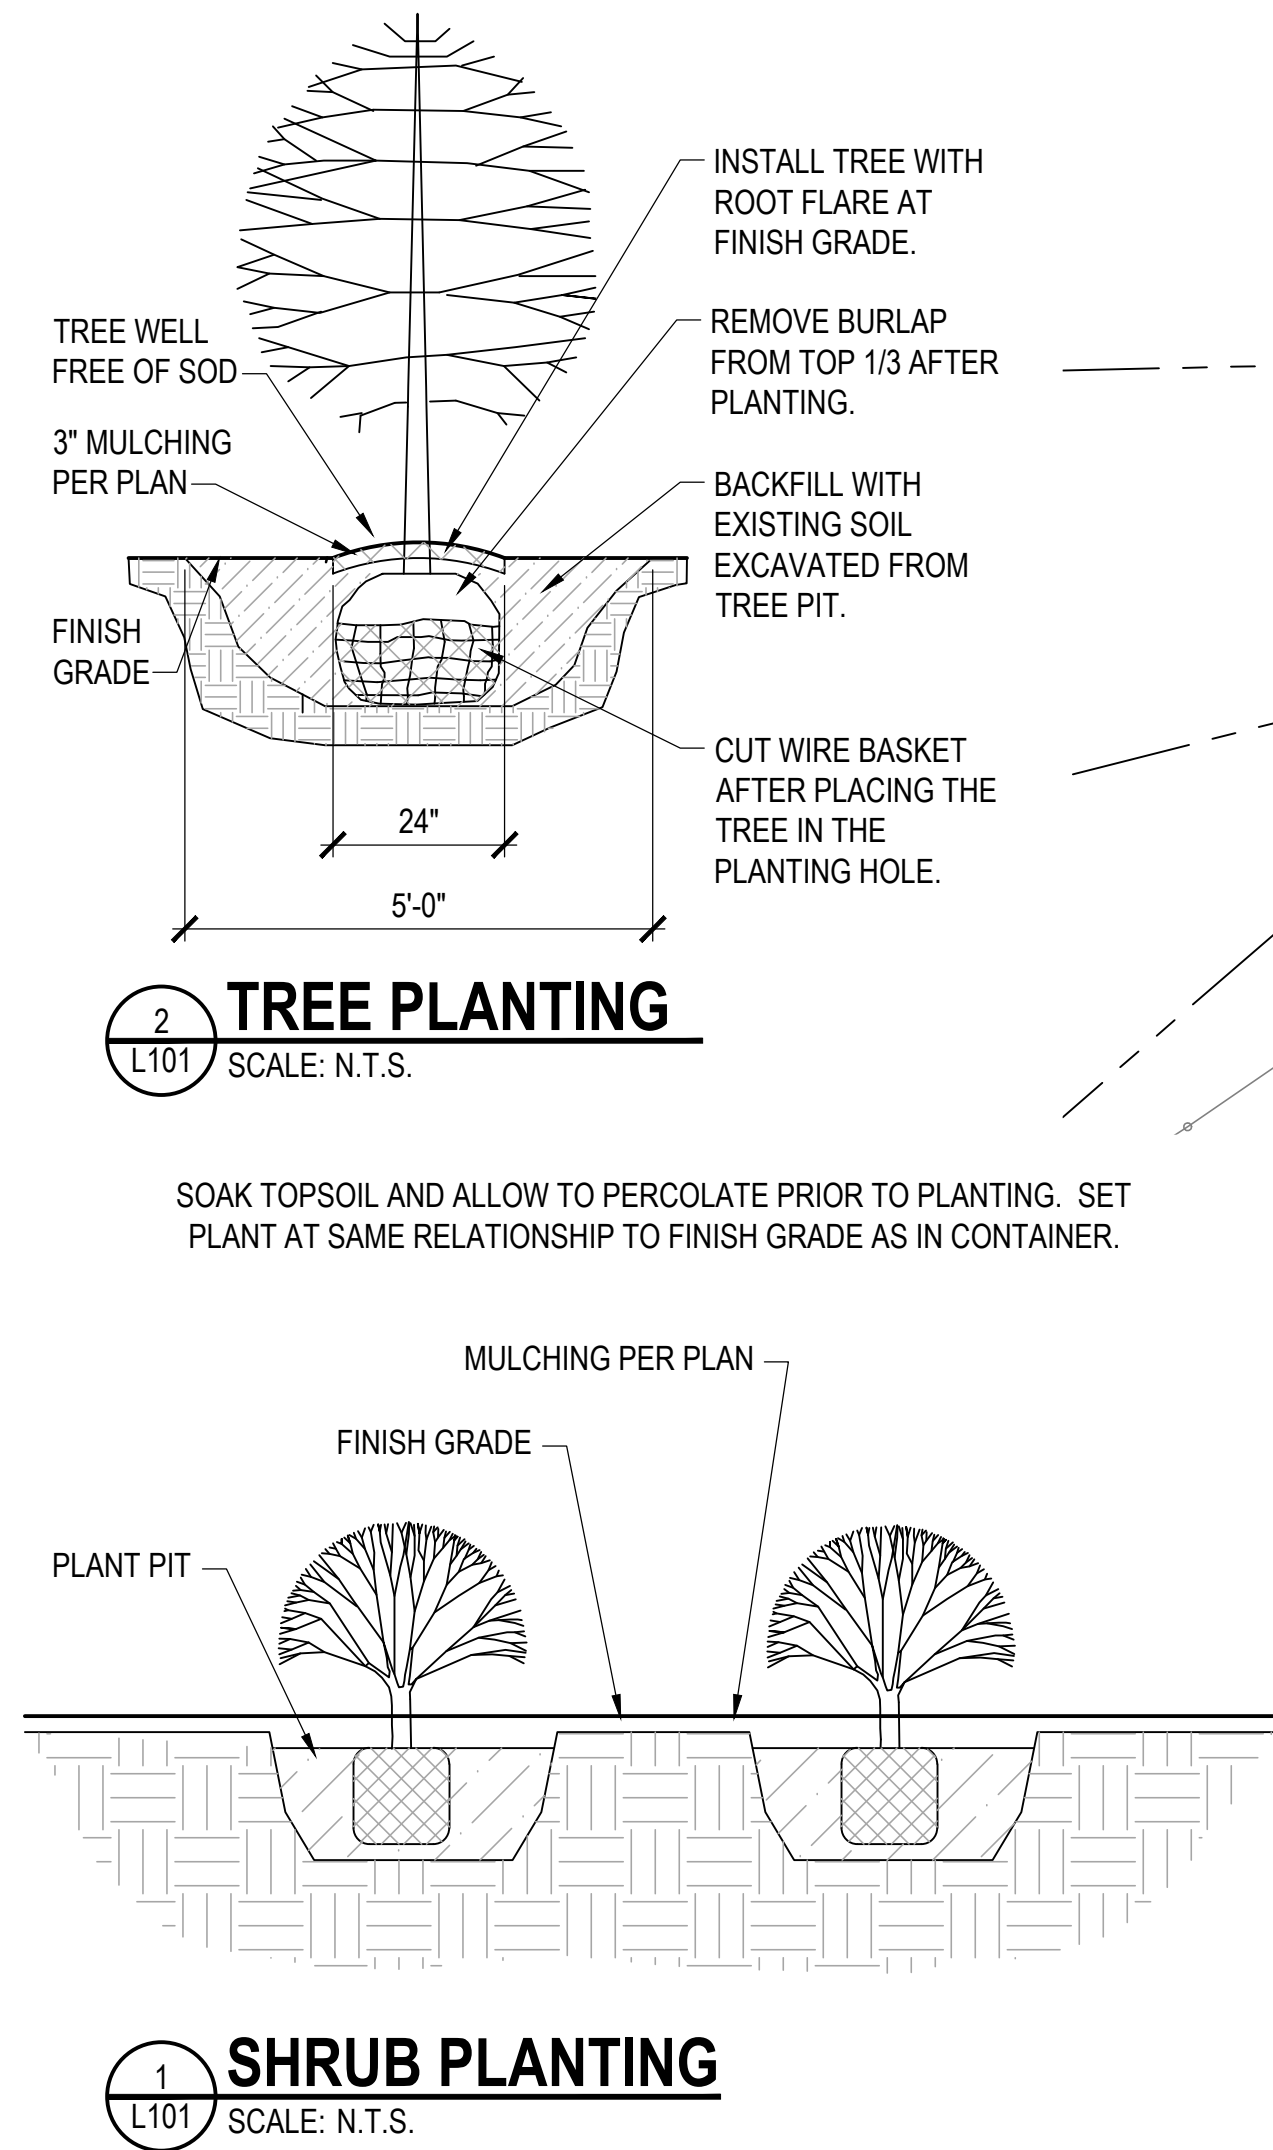 INSTALL TREE WITH
ROOT FLARE AT
FINISH GRADE.
TREE WELL
FREE OF SOD
REMOVE BURLAP
FROM TOP 1/3 AFTER
PLANTING.
3" MULCHING
PER PLAN
BACKFILL WITH
EXISTING SOIL
EXCAVATED FROM
TREE PIT.
FINISH
GRADE
CUT WIRE BASKET
AFTER PLACING THE
TREE IN THE
PLANTING HOLE.
24"
5'-0"
2
L101
TREE PLANTING
SCALE: N.T.S.
SOAK TOPSOIL AND ALLOW TO PERCOLATE PRIOR TO PLANTING. SET
PLANT AT SAME RELATIONSHIP TO FINISH GRADE AS IN CONTAINER.
MULCHING PER PLAN
FINISH GRADE
PLANT PIT
1
L101
SHRUB PLANTING
SCALE: N.T.S.